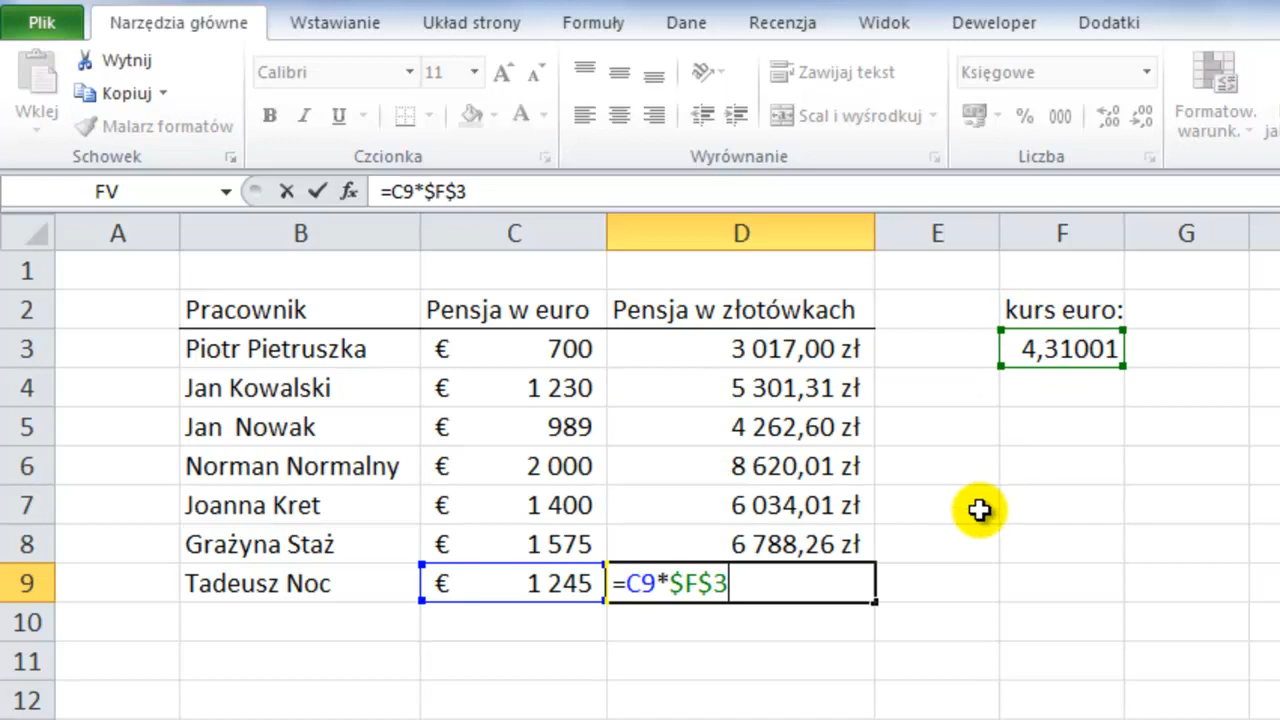 Plik Narzędzia główne Wstawianie Układ strony Formuły Dane Recenzja Widok Deweloper Dodatki
Wklej Wytnij
Kopiuj
Malarz formatów
Schowek
Calibri 11
B I U A
Czcionka
Zawijaj tekst
Scal i wyśrodkuj
Wyrównanie
Księgowe
% 000 ,0 ,00 ,00 ,0
Liczba
Formatow.
warunk.
FV fx =C9*$F$3
A B C D E F G
1
2 Pracownik Pensja w euro Pensja w złotówkach kurs euro:
3 Piotr Pietruszka € 700 3 017,00 zł 4,31001
4 Jan Kowalski € 1 230 5 301,31 zł
5 Jan  Nowak € 989 4 262,60 zł
6 Norman Normalny € 2 000 8 620,01 zł
7 Joanna Kret € 1 400 6 034,01 zł
8 Grażyna Staż € 1 575 6 788,26 zł
9 Tadeusz Noc € 1 245 =C9*$F$3
10
11
12